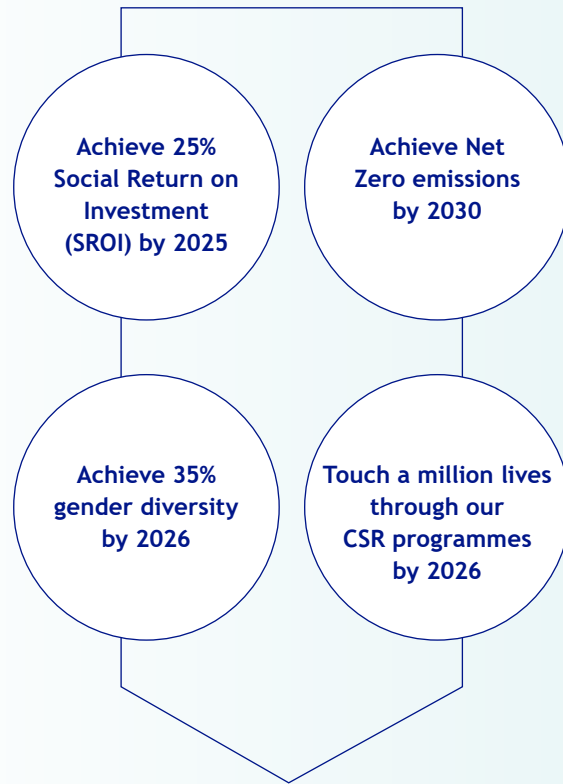 Achieve 25%
Social Return on
Investment
(SROI) by 2025
Achieve Net
Zero emissions
by 2030
Achieve 35%
gender diversity
by 2026
Touch a million lives
through our
CSR programmes
by 2026